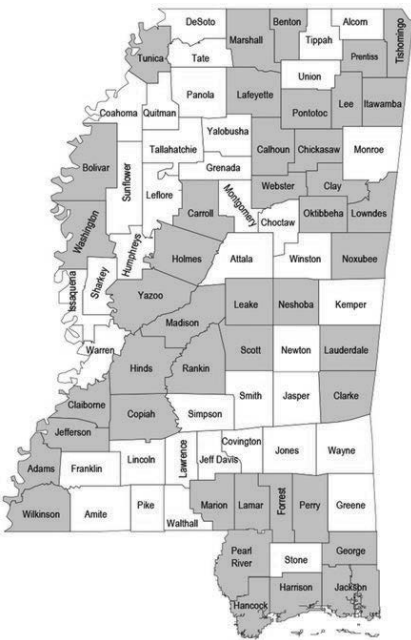 DeSoto
Benton
Alcorn
Tishomingo
Marshall
Tippah
Tunica
Tate
Prentiss
Union
Panola
Lafeyette
Lee
Itawamba
Pontotoc
Coahoma
Quitman
Yalobusha
Tallahatchie
Calhoun
Chickasaw
Monroe
Bolivar
Sunflower
Grenada
Leflore
Webster
Clay
Montgomery
Carroll
Choctaw
Oktibbeha
Lowndes
Washington
Humphreys
Holmes
Attala
Winston
Noxubee
Issaquena
Sharkey
Yazoo
Leake
Neshoba
Kemper
Madison
Warren
Scott
Newton
Lauderdale
Hinds
Rankin
Smith
Jasper
Clarke
Claiborne
Copiah
Simpson
Jefferson
Covington
Lawrence
Jeff Davis
Jones
Wayne
Adams
Franklin
Lincoln
Wilkinson
Amite
Pike
Walthall
Marion
Lamar
Forrest
Perry
Greene
Pearl
River
Stone
George
Hancock
Harrison
Jackson